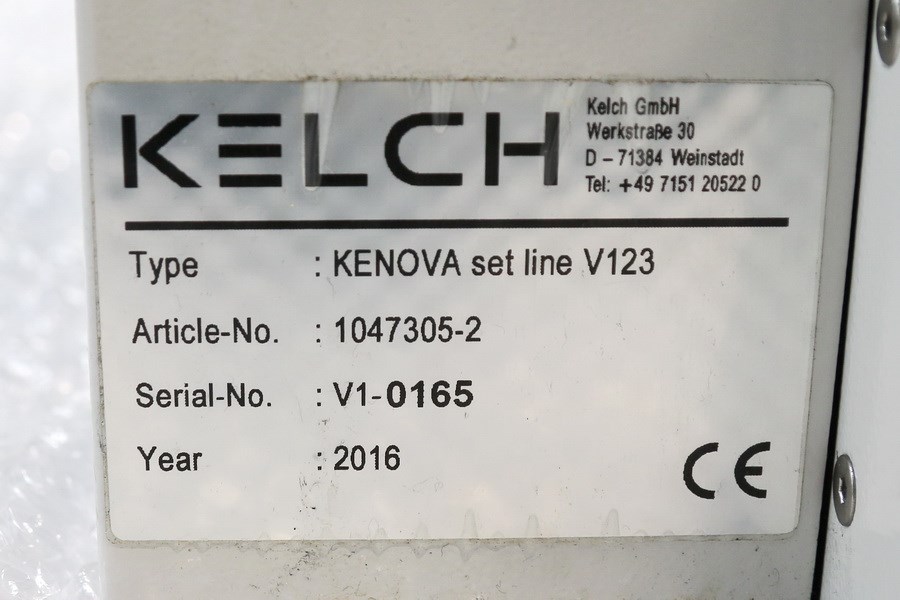 KELCH
Kelch GmbH
Werkstraße 30
D – 71384 Weinstadt
Tel: +49 7151 20522 0
Type : KENOVA set line V123
Article-No. : 1047305-2
Serial-No. : V1-0165
Year : 2016
CE